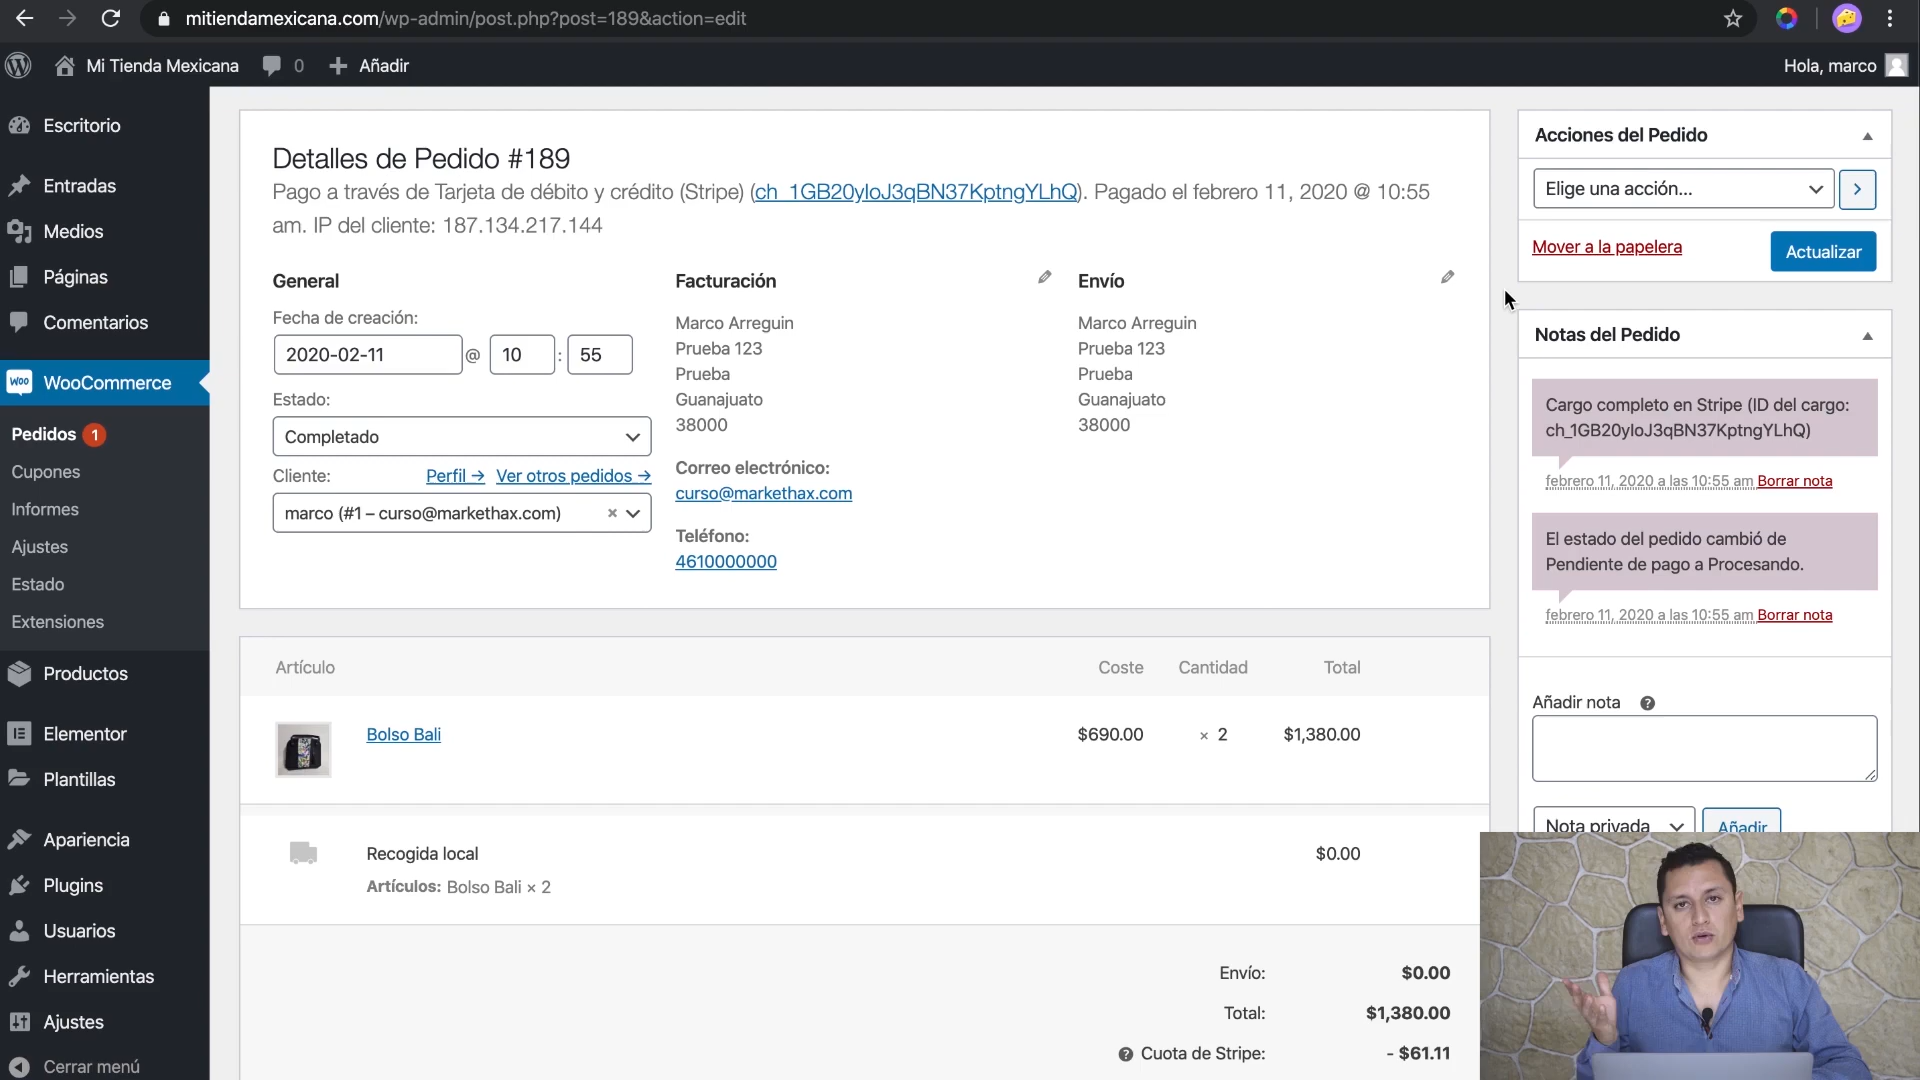 mitiendamexicana.com/wp-admin/post.php?post=189&action=edit
Mi Tienda Mexicana
0
Añadir
Hola, marco
Escritorio
Entradas
Medios
Páginas
Comentarios
woo WooCommerce
Pedidos 1
Cupones
Informes
Ajustes
Estado
Extensiones
Productos
Elementor
Plantillas
Apariencia
Plugins
Usuarios
Herramientas
Ajustes
Cerrar menú
Detalles de Pedido #189
Pago a través de Tarjeta de débito y crédito (Stripe) (ch_1GB20yIoJ3qBN37KptngYLhQ). Pagado el febrero 11, 2020 @ 10:55
am. IP del cliente: 187.134.217.144
General
Fecha de creación:
2020-02-11 @ 10 : 55
Estado:
Completado
Cliente: Perfil → Ver otros pedidos →
marco (#1 – curso@markethax.com) ×
Facturación
Marco Arreguin
Prueba 123
Prueba
Guanajuato
38000
Correo electrónico:
curso@markethax.com
Teléfono:
4610000000
Envío
Marco Arreguin
Prueba 123
Prueba
Guanajuato
38000
Artículo Coste Cantidad Total
Bolso Bali $690.00 × 2 $1,380.00
Recogida local $0.00
Artículos: Bolso Bali × 2
Envío: $0.00
Total: $1,380.00
Cuota de Stripe: - $61.11
Acciones del Pedido
Elige una acción...
Mover a la papelera Actualizar
Notas del Pedido
Cargo completo en Stripe (ID del cargo:
ch_1GB20yIoJ3qBN37KptngYLhQ)
febrero 11, 2020 a las 10:55 am Borrar nota
El estado del pedido cambió de
Pendiente de pago a Procesando.
febrero 11, 2020 a las 10:55 am Borrar nota
Añadir nota ?
Nota privada Añadir